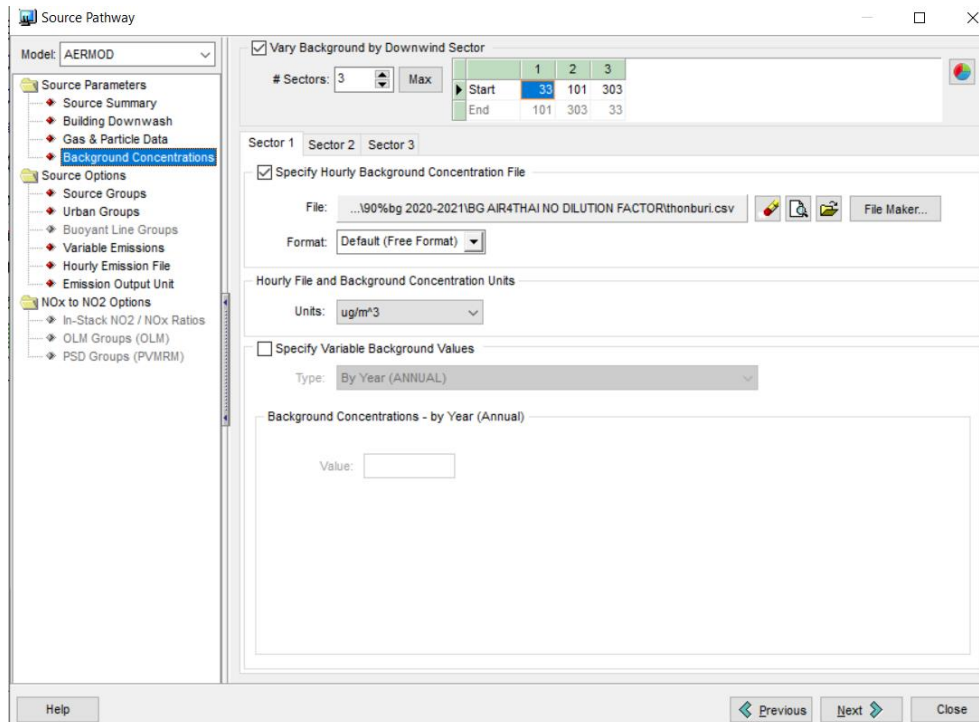 Source Pathway
Model: AERMOD
Source Parameters
Source Summary
Building Downwash
Gas & Particle Data
Background Concentrations
Source Options
Source Groups
Urban Groups
Buoyant Line Groups
Variable Emissions
Hourly Emission File
Emission Output Unit
NOx to NO2 Options
In-Stack NO2 / NOx Ratios
OLM Groups (OLM)
PSD Groups (PVMRM)
Vary Background by Downwind Sector
# Sectors: 3 Max
1 2 3
Start 33 101 303
End 101 303 33
Sector 1 Sector 2 Sector 3
Specify Hourly Background Concentration File
File: ...\90%bg 2020-2021\BG AIR4THAI NO DILUTION FACTOR\thonburi.csv File Maker...
Format: Default (Free Format)
Hourly File and Background Concentration Units
Units: ug/m^3
Specify Variable Background Values
Type: By Year (ANNUAL)
Background Concentrations - by Year (Annual)
Value:
Help Previous Next Close